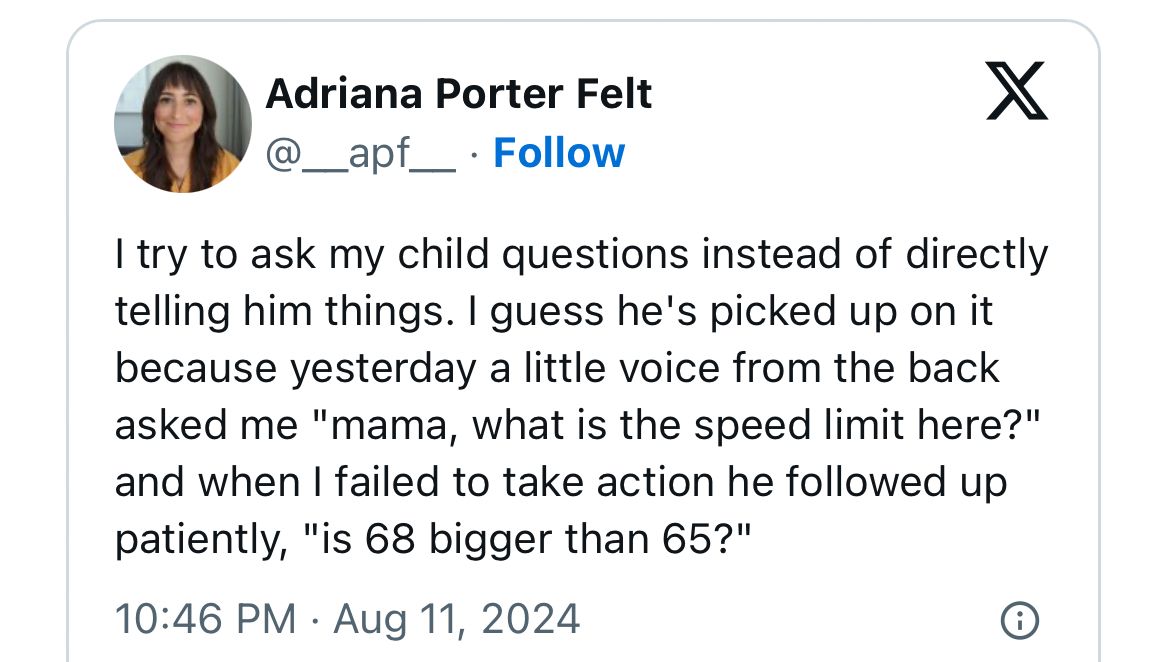 Adriana Porter Felt
@__apf__ · Follow
I try to ask my child questions instead of directly
telling him things. I guess he's picked up on it
because yesterday a little voice from the back
asked me "mama, what is the speed limit here?"
and when I failed to take action he followed up
patiently, "is 68 bigger than 65?"
10:46 PM · Aug 11, 2024